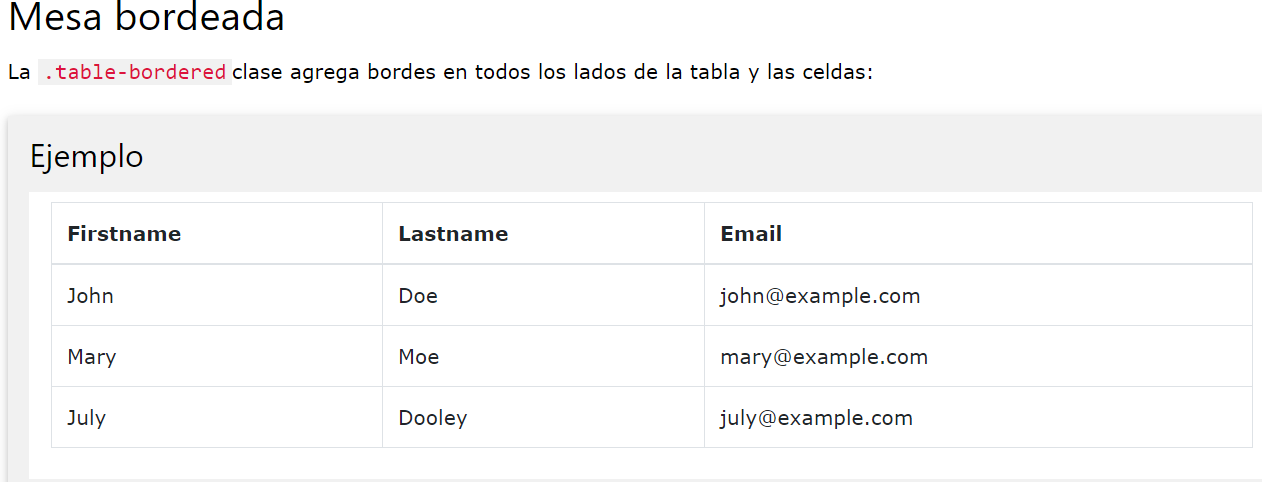 Mesa bordeada
La .table-bordered clase agrega bordes en todos los lados de la tabla y las celdas:
Ejemplo
Firstname Lastname Email
John Doe john@example.com
Mary Moe mary@example.com
July Dooley july@example.com